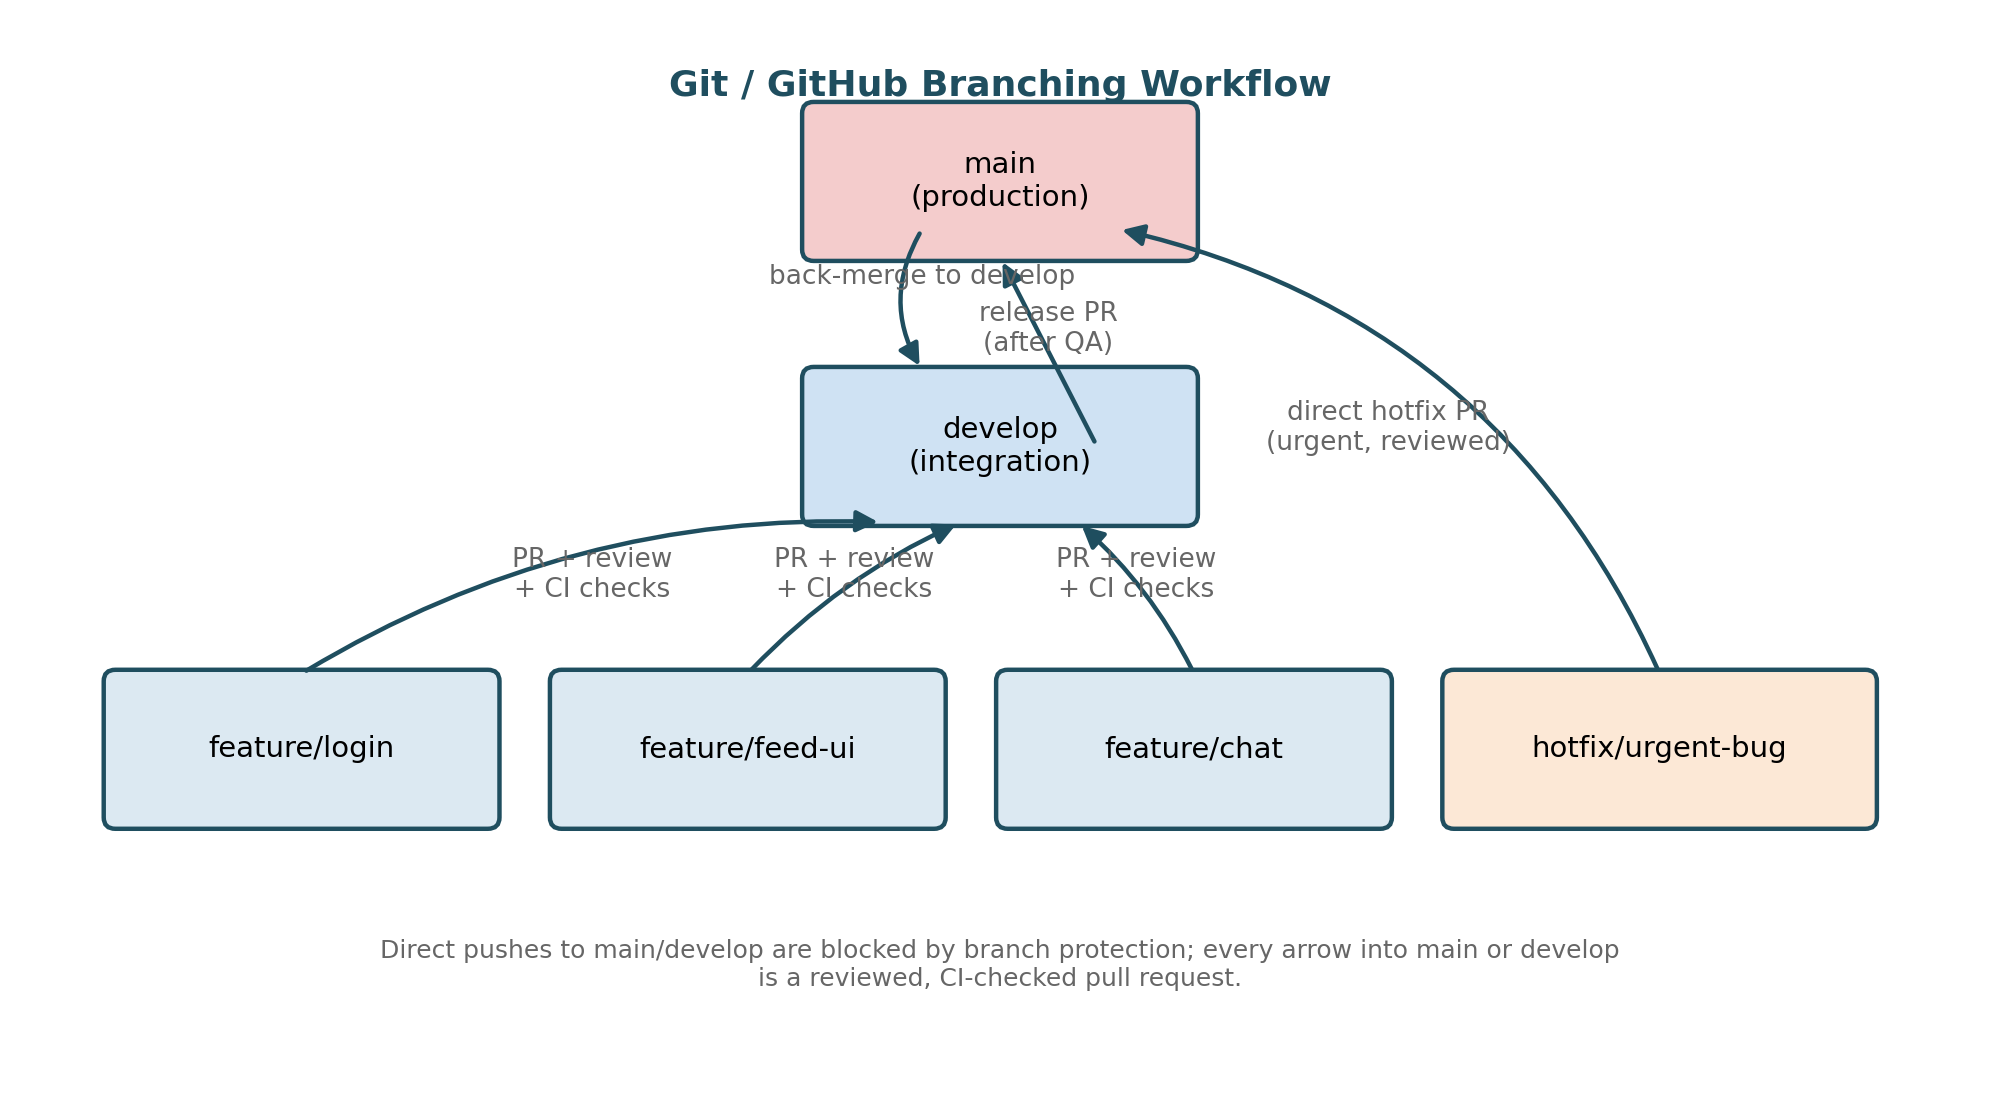 Git / GitHub Branching Workflow
main
(production)
back-merge to develop
release PR
(after QA)
develop
(integration)
direct hotfix PR
(urgent, reviewed)
PR + review
+ CI checks
PR + review
+ CI checks
PR + review
+ CI checks
feature/login
feature/feed-ui
feature/chat
hotfix/urgent-bug
Direct pushes to main/develop are blocked by branch protection; every arrow into main or develop
is a reviewed, CI-checked pull request.